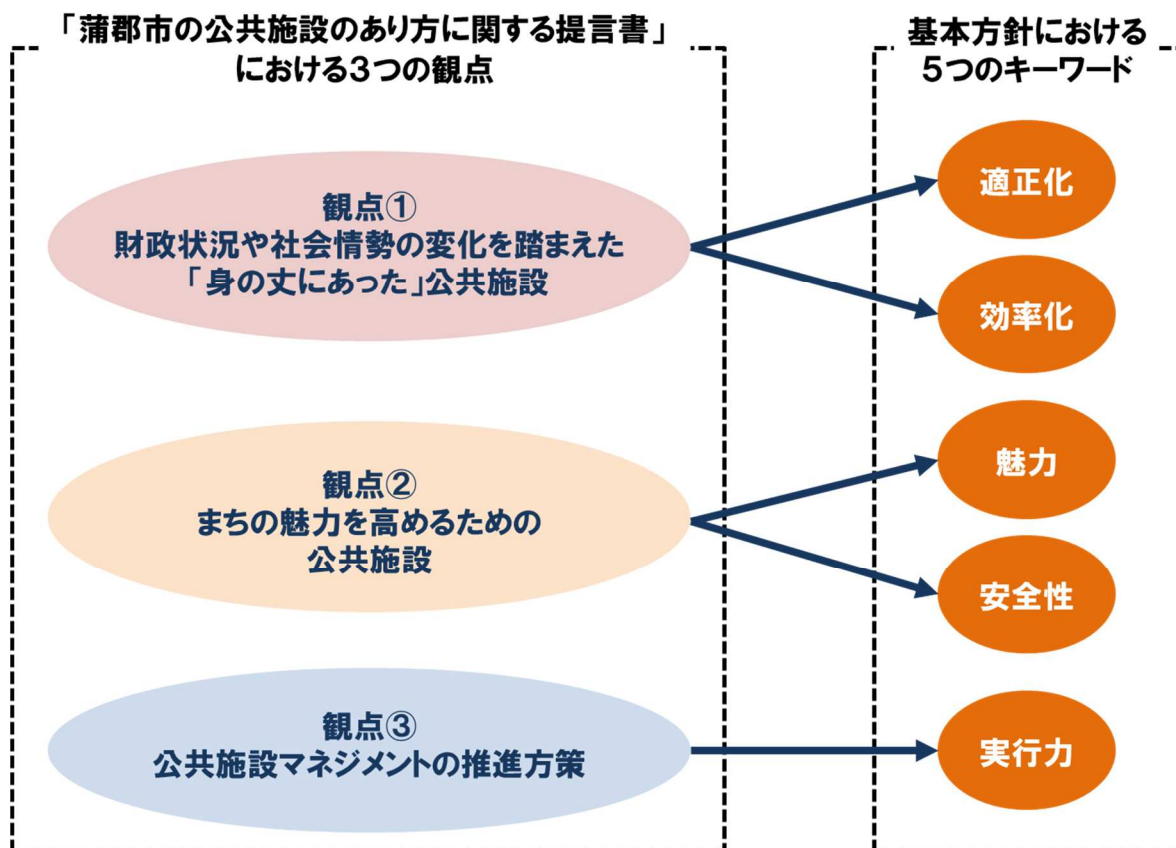 「蒲郡市の公共施設のあり方に関する提言書」
における3つの観点
基本方針における
5つのキーワード
観点①
財政状況や社会情勢の変化を踏まえた
「身の丈にあった」公共施設
適正化
効率化
観点②
まちの魅力を高めるための
公共施設
魅力
安全性
観点③
公共施設マネジメントの推進方策
実行力